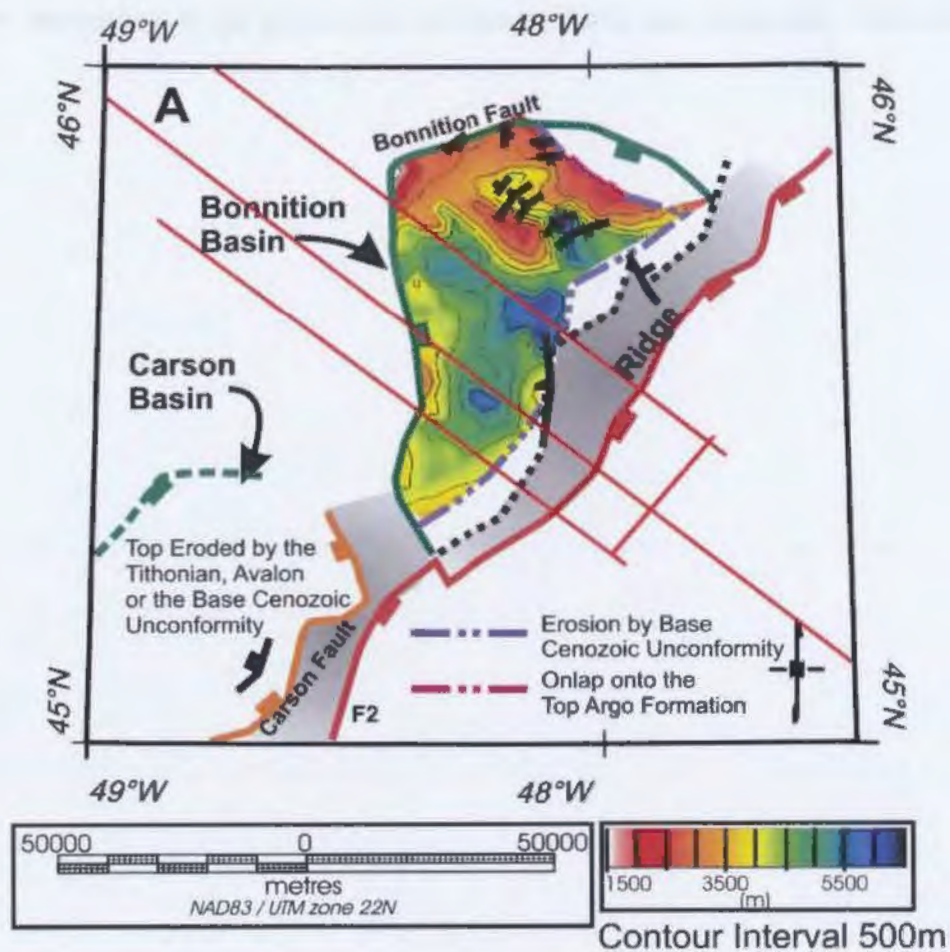 49°W
48°W
46°N
46°N
A
Bonnition Fault
Bonnition
Basin
Carson
Basin
Ridge
Top Eroded by the
Tithonian, Avalon
or the Base Cenozoic
Unconformity
Erosion by Base
Cenozoic Unconformity
Onlap onto the
Top Argo Formation
Carson Fault
F2
45°N
45°N
49°W
48°W
50000 0 50000
metres
NAD83 / UTM zone 22N
1500 3500 5500
(m)
Contour Interval 500m